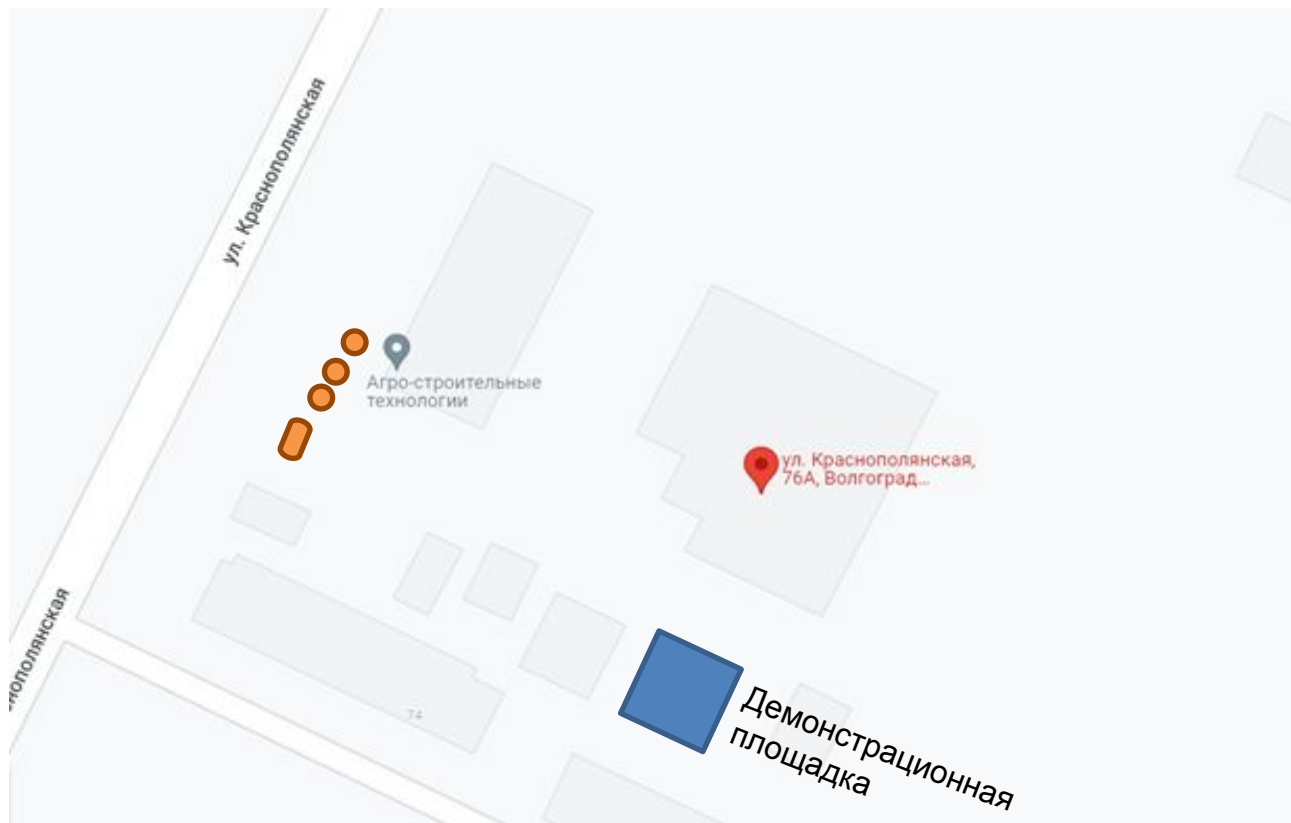 ул. Краснополянская
Агро-строительные
технологии
ул. Краснополянская,
76А, Волгоград...
нополянская
74
Демонстрационная
площадка